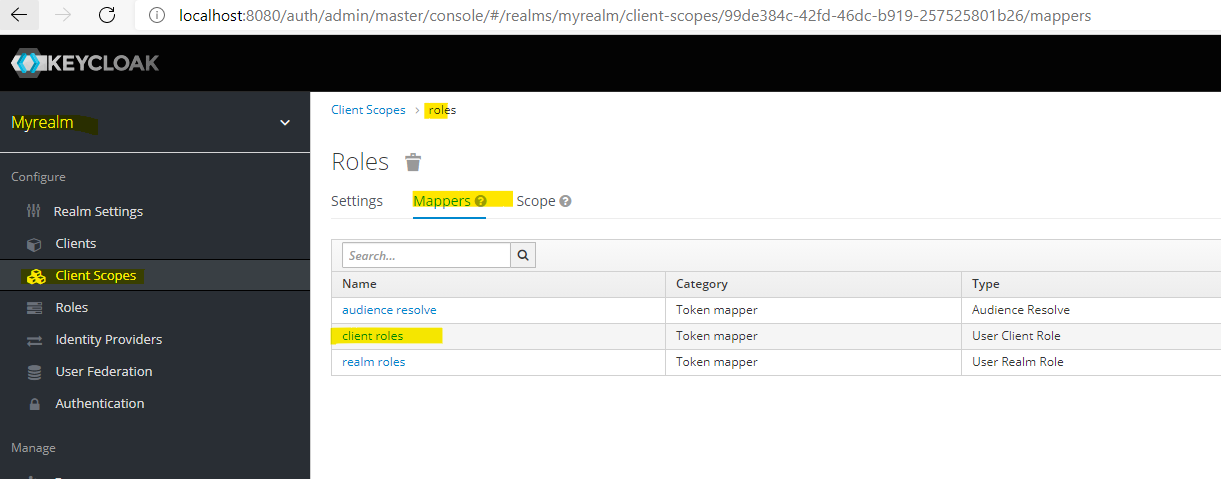 localhost:8080/auth/admin/master/console/#/realms/myrealm/client-scopes/99de384c-42fd-46dc-b919-257525801b26/mappers
KEYCLOAK
Myrealm
Configure
Realm Settings
Clients
Client Scopes
Roles
Identity Providers
User Federation
Authentication
Manage
Client Scopes > roles
Roles
Settings Mappers ? Scope ?
Search...
Name Category Type
audience resolve Token mapper Audience Resolve
client roles Token mapper User Client Role
realm roles Token mapper User Realm Role